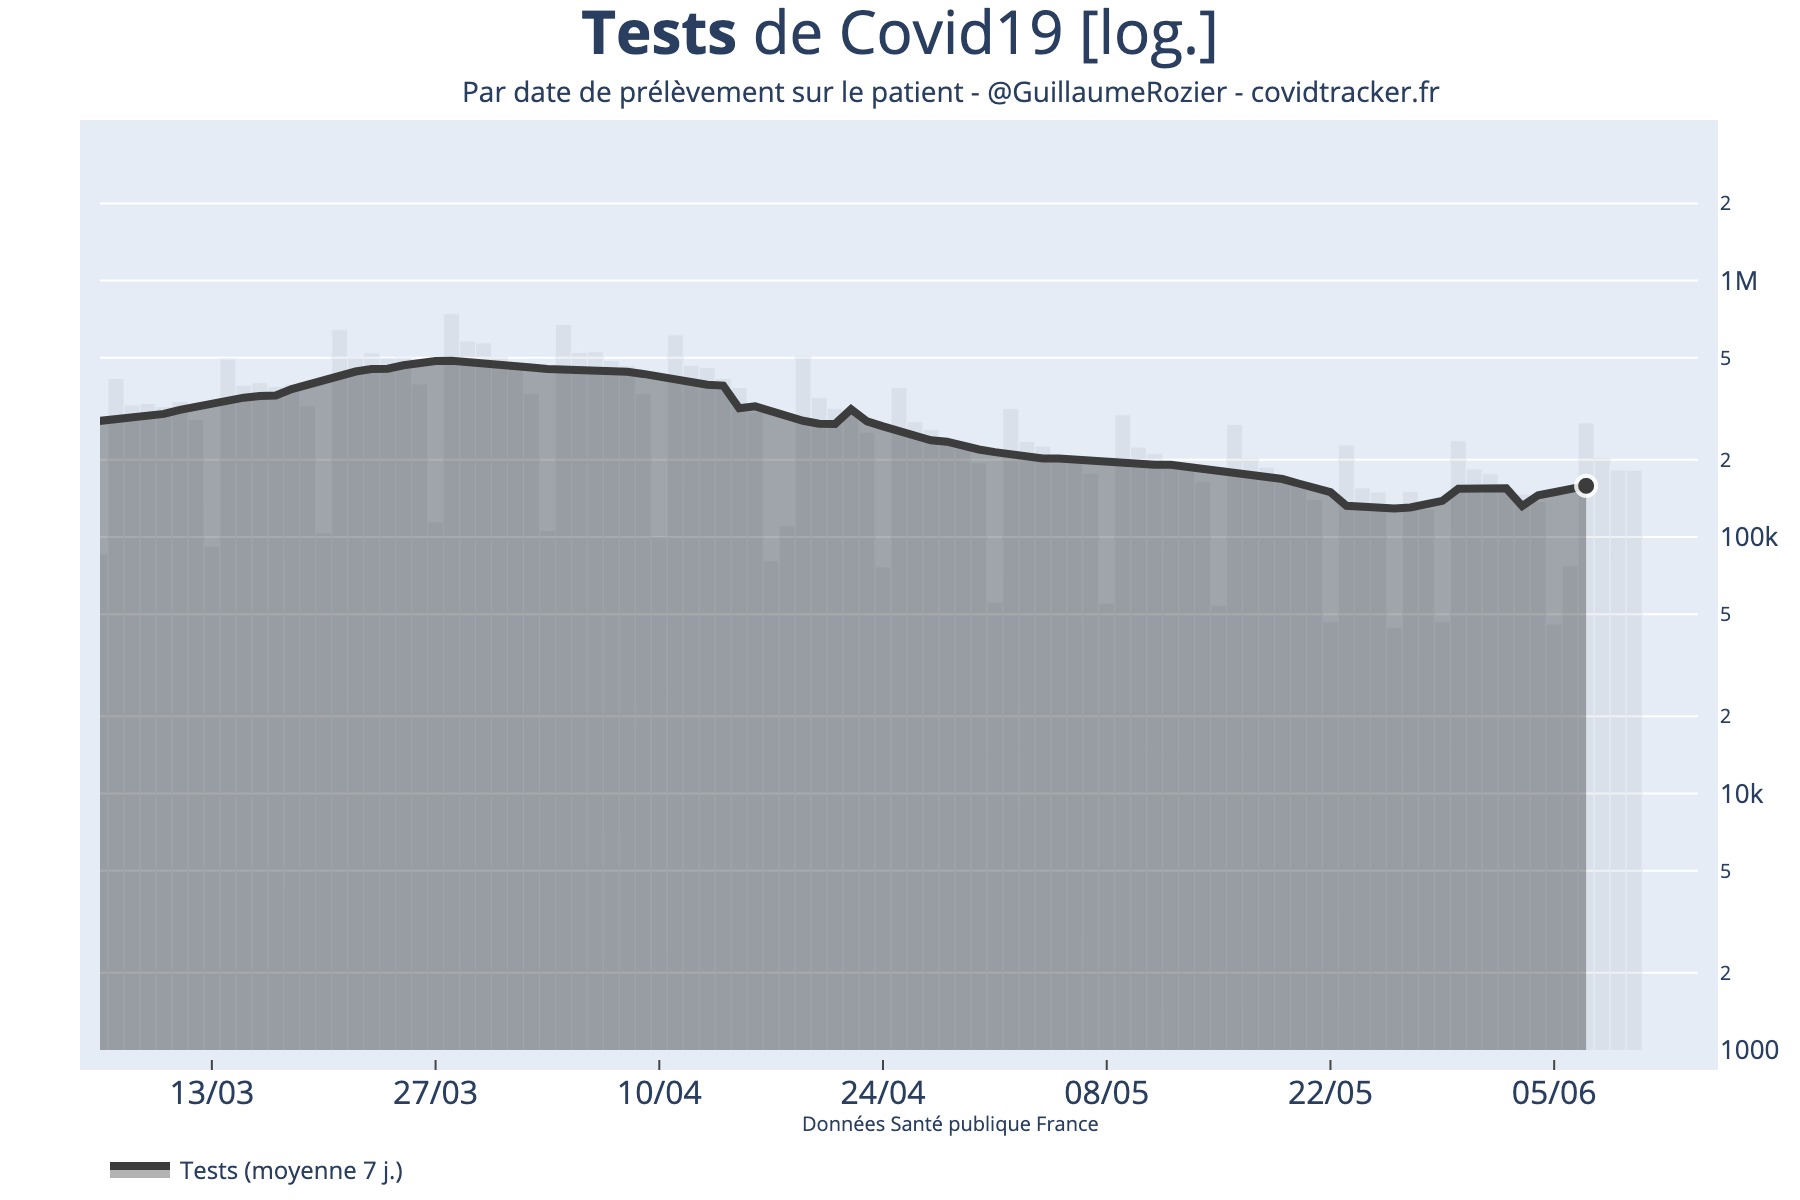 Tests de Covid19 [log.]
Par date de prélèvement sur le patient - @GuillaumeRozier - covidtracker.fr
2
1M
5
2
100k
5
2
10k
5
2
1000
13/03 27/03 10/04 24/04 08/05 22/05 05/06
Données Santé publique France
Tests (moyenne 7 j.)